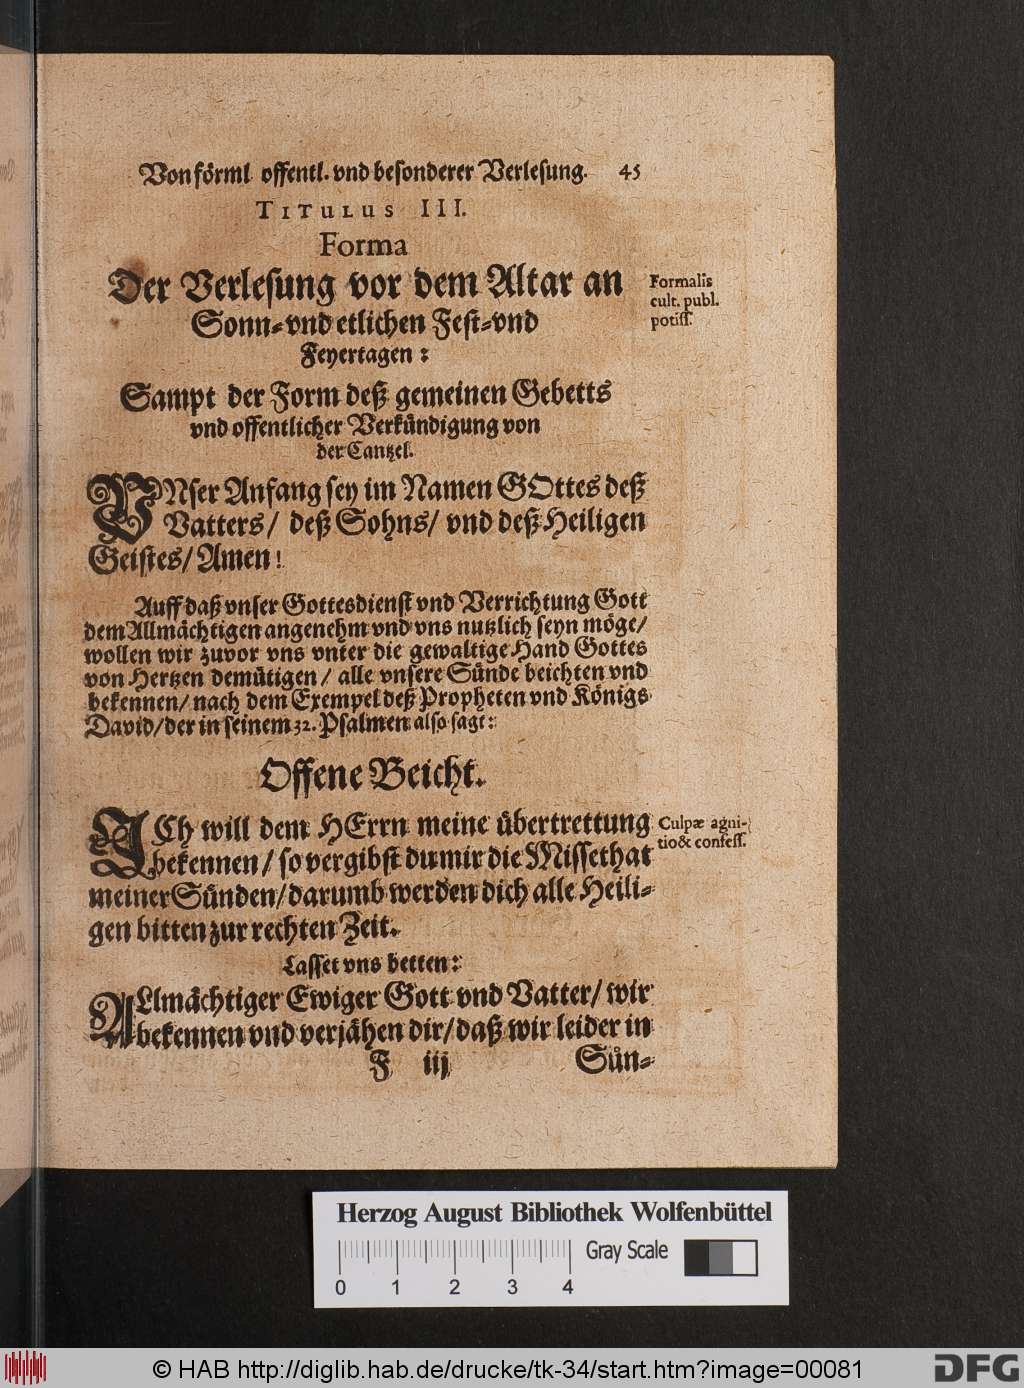 Von förml offentl. vnd besonderer Verlesung. 45
TITULUS III.
Forma
Der Verlesung vor dem Altar an
Sonn-vnd etlichen Fest-vnd
Feyertagen:
Formalis
cult. publ.
potiss.
Sampt der Form deß gemeinen Gebetts
vnd offentlicher Verkündigung von
der Cantzel.
VNser Anfang sey im Namen GOttes deß
Vatters/ deß Sohns/ vnd deß Heiligen
Geistes/ Amen!
Auff daß vnser Gottesdienst vnd Verrichtung Gott
dem Allmächtigen angenehm vnd vns nutzlich seyn möge/
wollen wir zuvor vns vnter die gewaltige Hand Gottes
von Hertzen demütigen/ alle vnsere Sünde beichten vnd
bekennen/ nach dem Exempel deß Propheten vnd Königs
David/ der in seinem 32. Psalmen also sagt:
Offene Beicht.
ICh will dem HErrn meine übertrettung
bekennen/ so vergibst du mir die Missethat
meiner Sünden/ darumb werden dich alle Heili-
gen bitten zur rechten Zeit.
Culpæ agni-
tio & confess.
Lasset vns betten:
ALlmächtiger Ewiger Gott vnd Vatter/ wir
bekennen vnd verjähen dir/ daß wir leider in
F iij Sün-
Herzog August Bibliothek Wolfenbüttel
Gray Scale
0 1 2 3 4
© HAB http://diglib.hab.de/drucke/tk-34/start.htm?image=00081
DFG